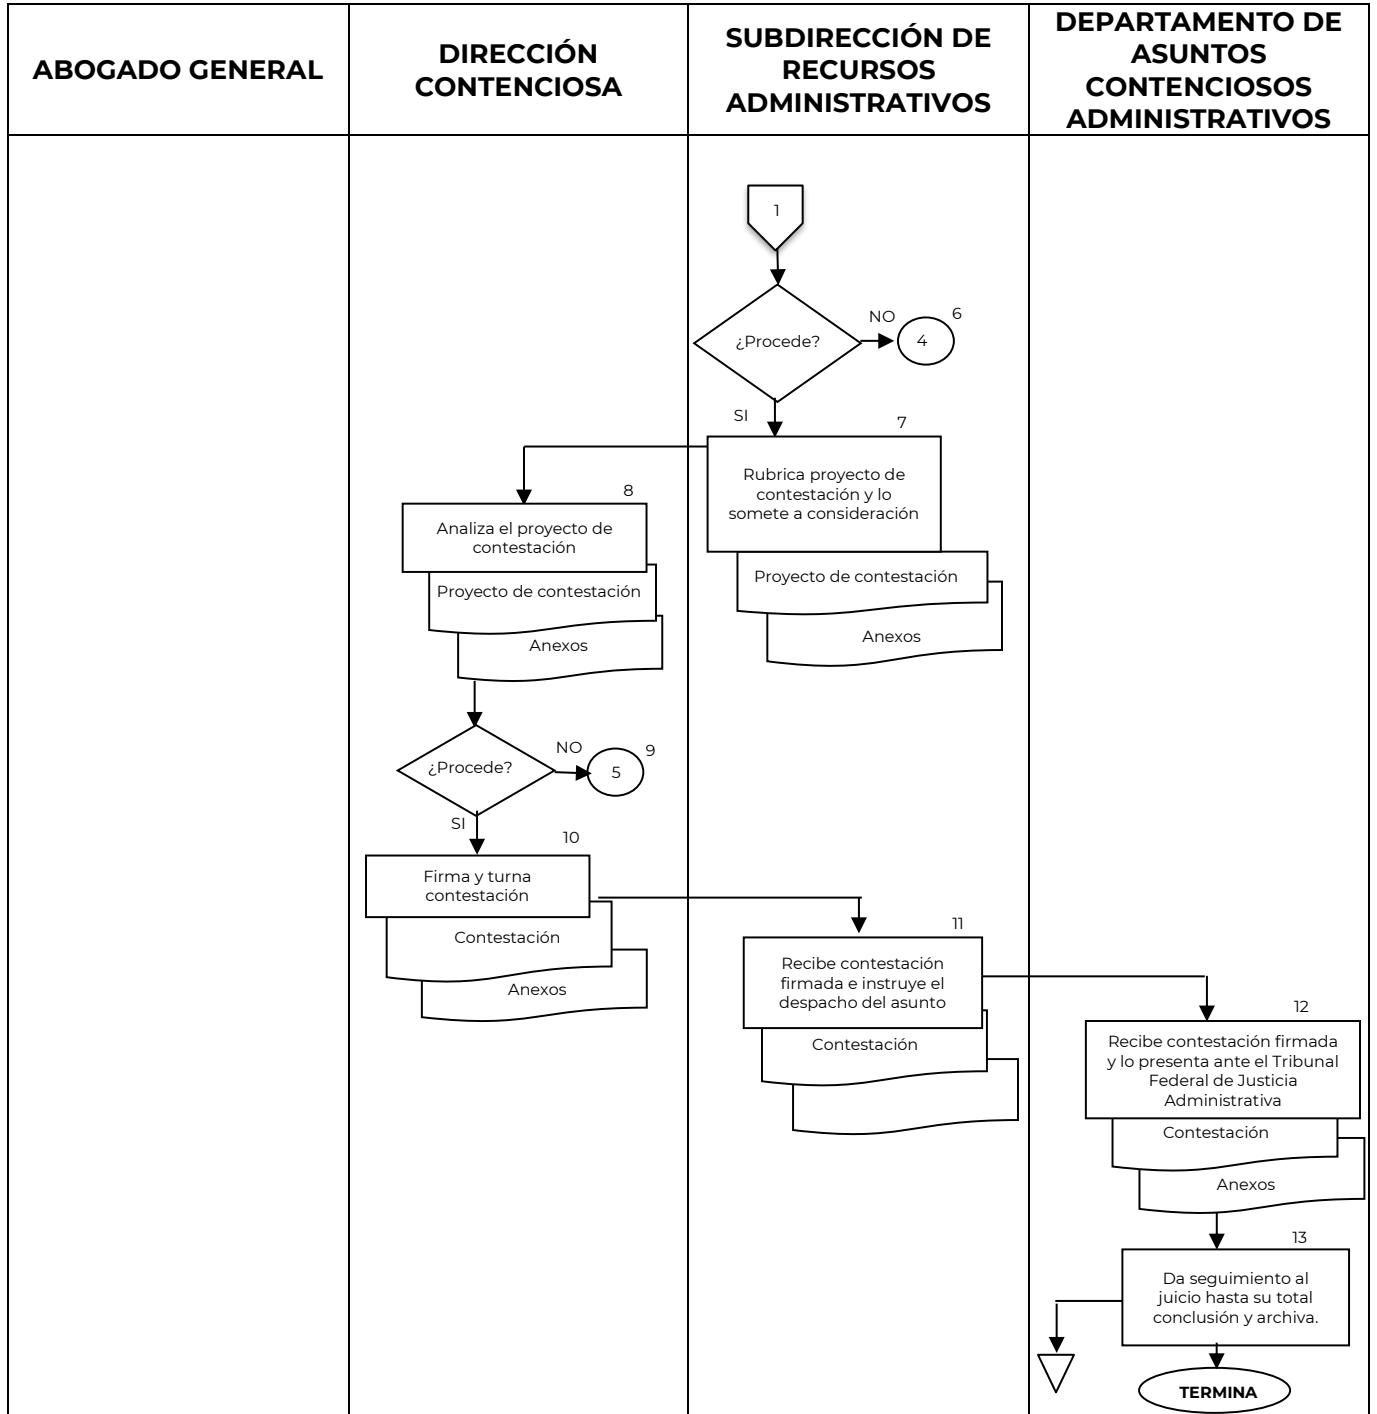 ABOGADO GENERAL
DIRECCIÓN
CONTENCIOSA
SUBDIRECCIÓN DE
RECURSOS
ADMINISTRATIVOS
DEPARTAMENTO DE
ASUNTOS
CONTENCIOSOS
ADMINISTRATIVOS
1
¿Procede?
NO
6
4
SI
7
Rubrica proyecto de
contestación y lo
somete a consideración
Proyecto de contestación
Anexos
8
Analiza el proyecto de
contestación
Proyecto de contestación
Anexos
¿Procede?
NO
9
5
SI
10
Firma y turna
contestación
Contestación
Anexos
11
Recibe contestación
firmada e instruye el
despacho del asunto
Contestación
12
Recibe contestación firmada
y lo presenta ante el Tribunal
Federal de Justicia
Administrativa
Contestación
Anexos
13
Da seguimiento al
juicio hasta su total
conclusión y archiva.
TERMINA